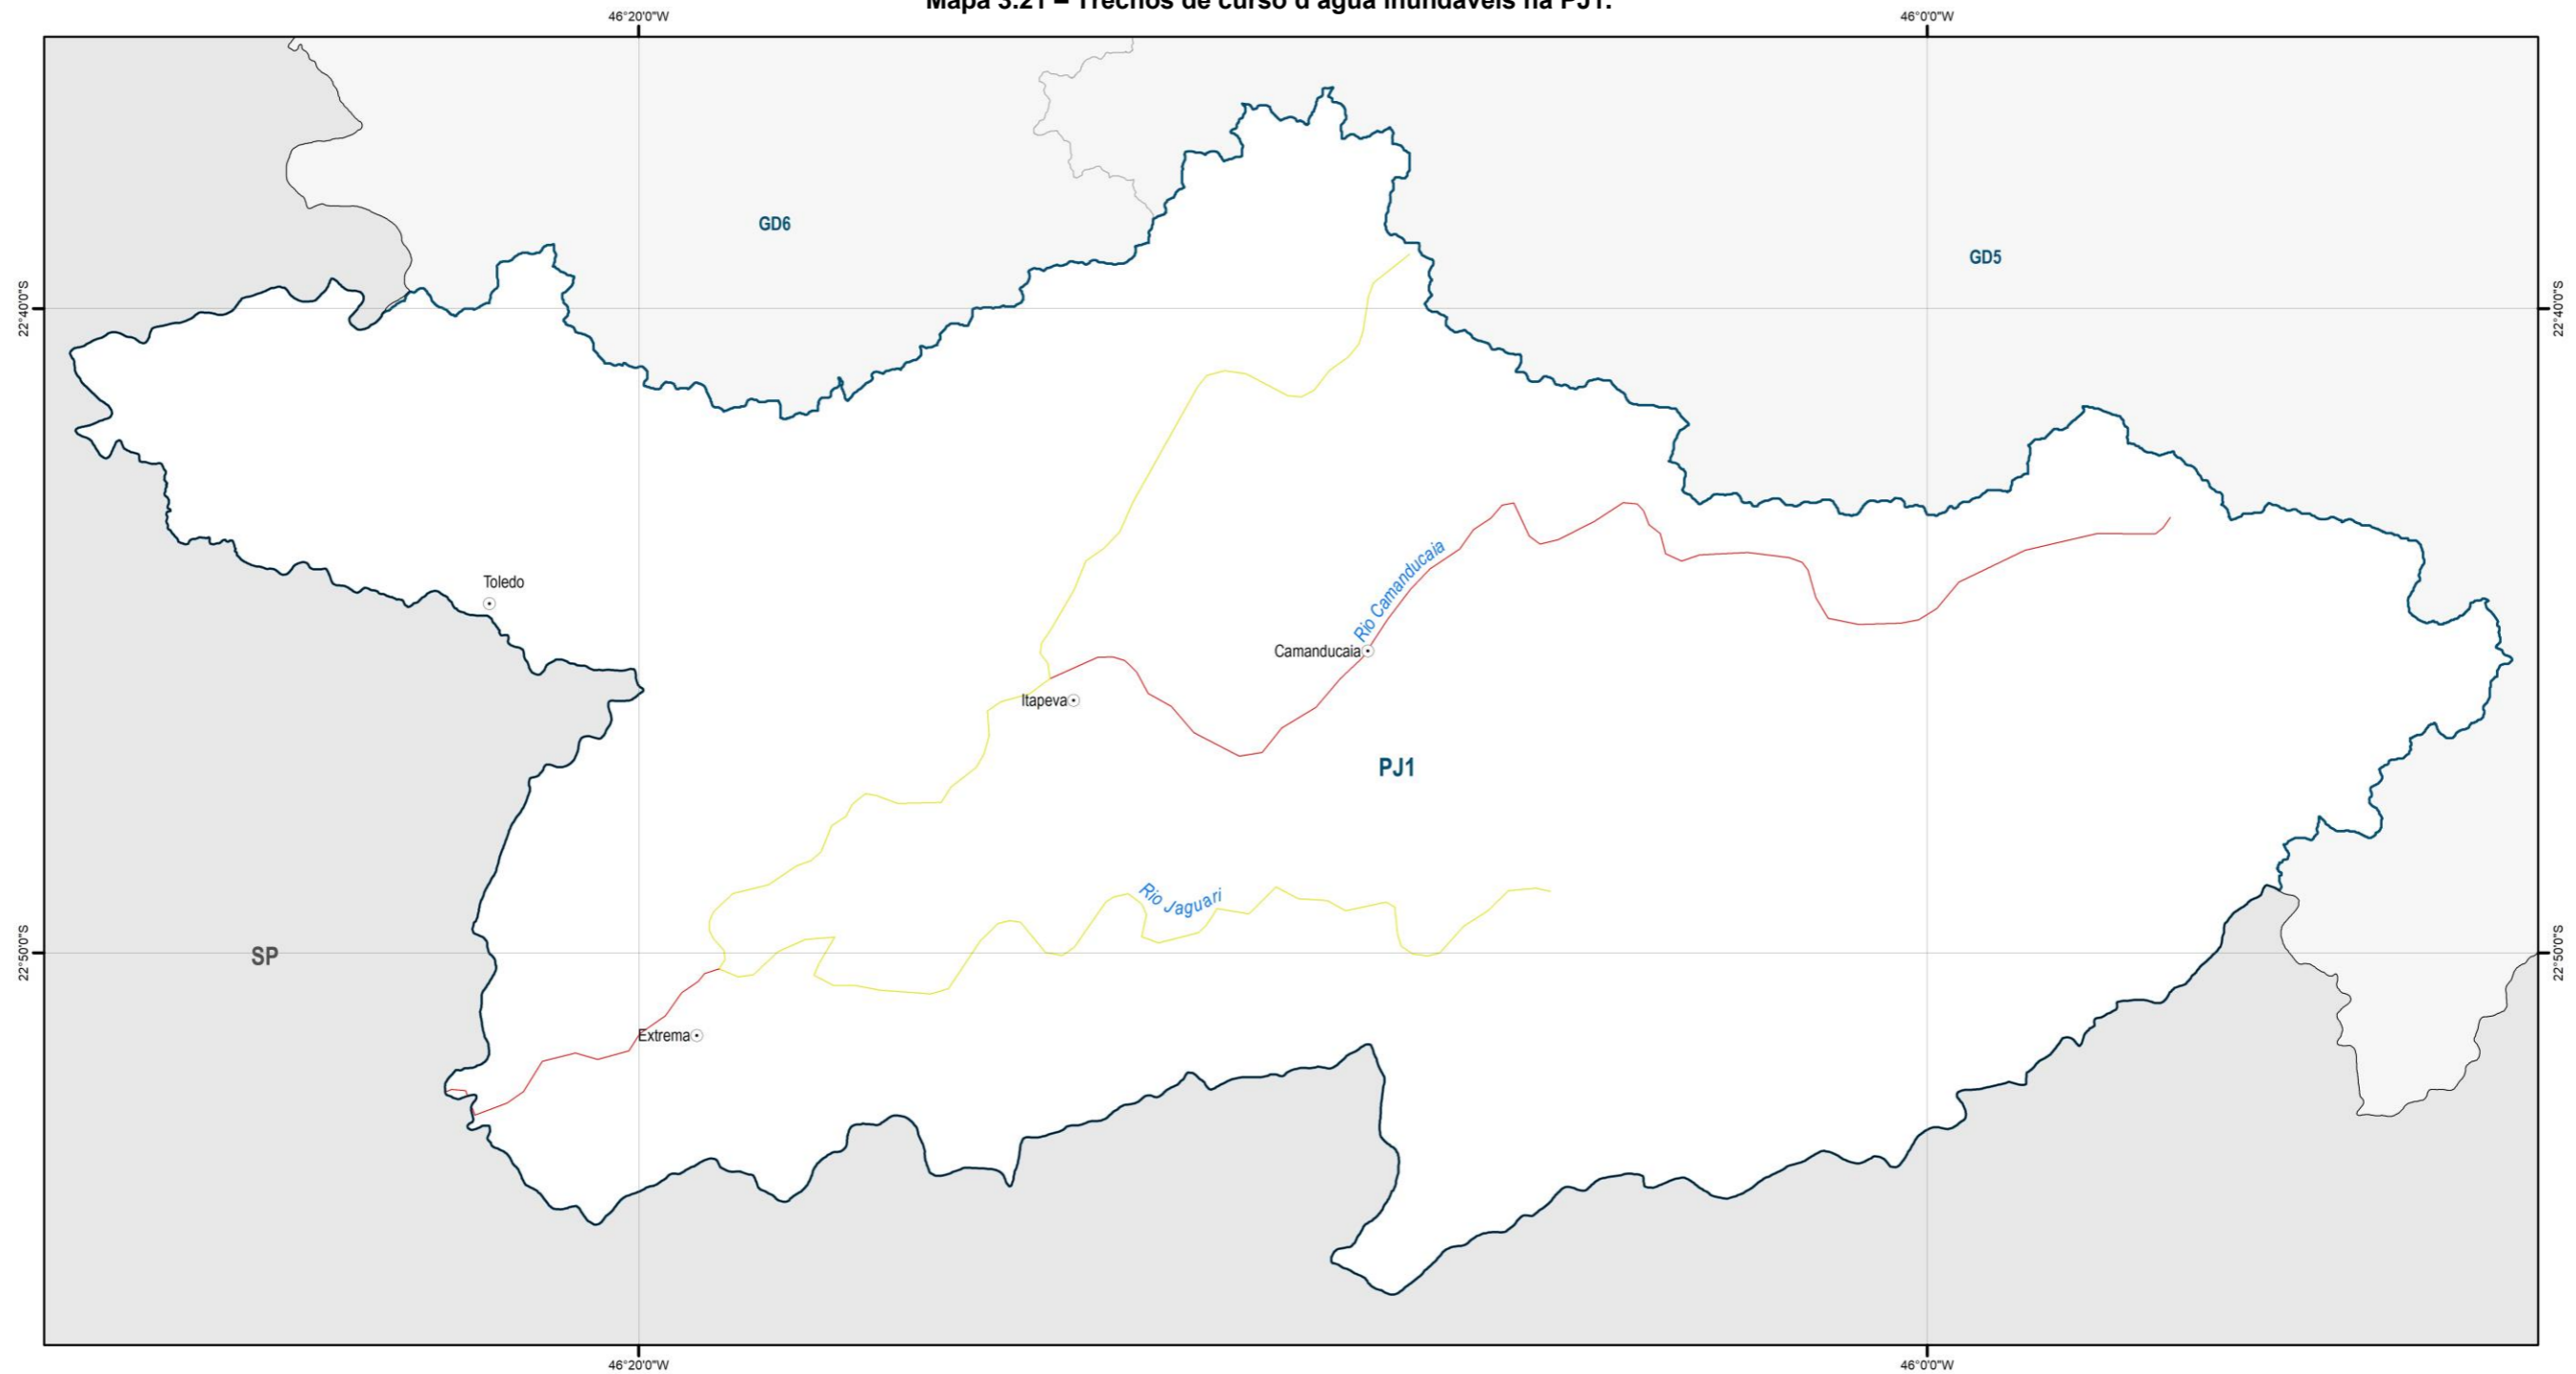 Mapa 3.21 – Trechos de curso d'água inundáveis na PJ1.
46°20'0"W
46°0'0"W
GD6
GD5
22°40'0"S
22°40'0"S
Toledo
Rio Camanducaia
Camanducaia
Itapeva
PJ1
Rio Jaguari
SP
22°50'0"S
22°50'0"S
Extrema
46°20'0"W
46°0'0"W